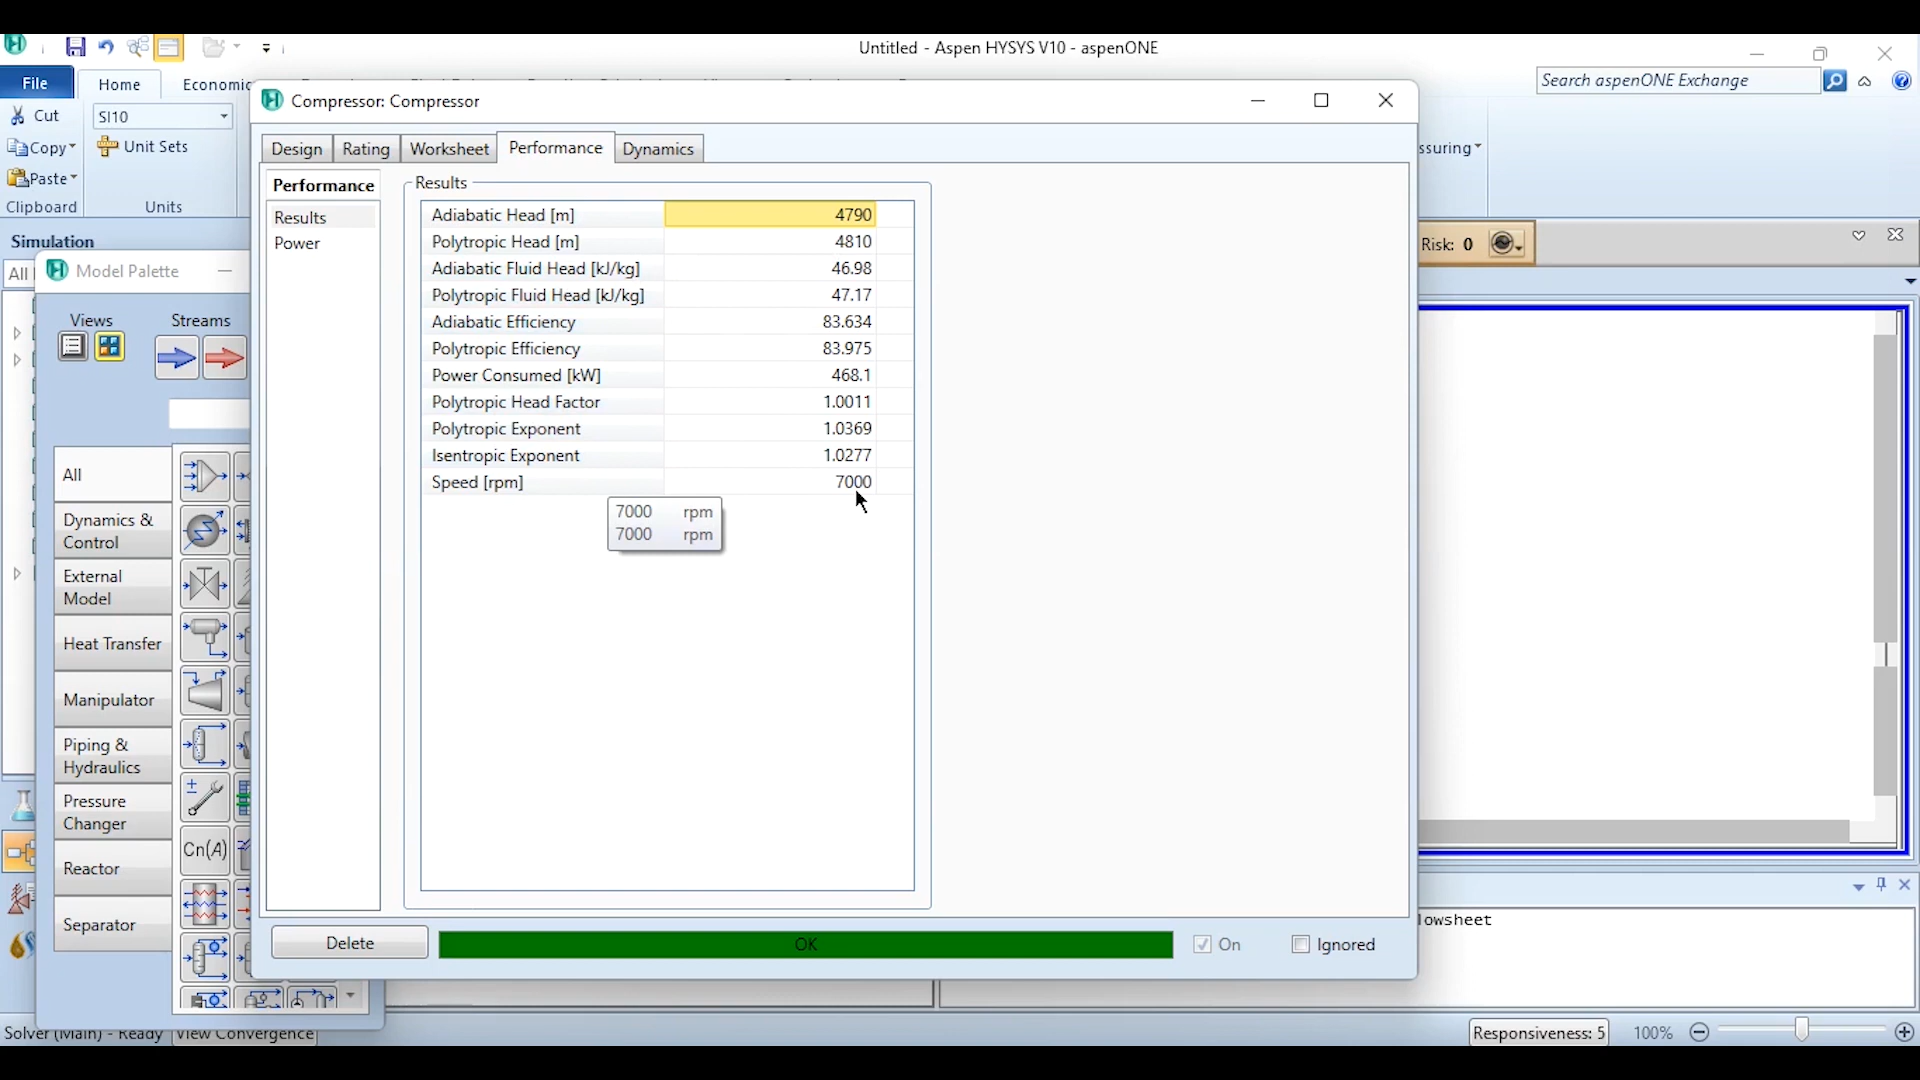 Untitled - Aspen HYSYS V10 - aspenONE
File
Home
Economic
Search aspenONE Exchange
Cut
Copy
Paste
Clipboard
SI10
Unit Sets
Units
ssuring
Simulation
All
Risk: 0
Model Palette
Views
Streams
All
Dynamics &
Control
External
Model
Heat Transfer
Manipulator
Piping &
Hydraulics
Pressure
Changer
Reactor
Separator
Cn(A)
Compressor: Compressor
Design
Rating
Worksheet
Performance
Dynamics
Performance
Results
Power
Results
Adiabatic Head [m] 4790
Polytropic Head [m] 4810
Adiabatic Fluid Head [kJ/kg] 46.98
Polytropic Fluid Head [kJ/kg] 47.17
Adiabatic Efficiency 83.634
Polytropic Efficiency 83.975
Power Consumed [kW] 468.1
Polytropic Head Factor 1.0011
Polytropic Exponent 1.0369
Isentropic Exponent 1.0277
Speed [rpm] 7000
7000 rpm
7000 rpm
Delete
OK
On
Ignored
lowsheet
Solver (Main) - Ready
View Convergence
Responsiveness: 5
100%